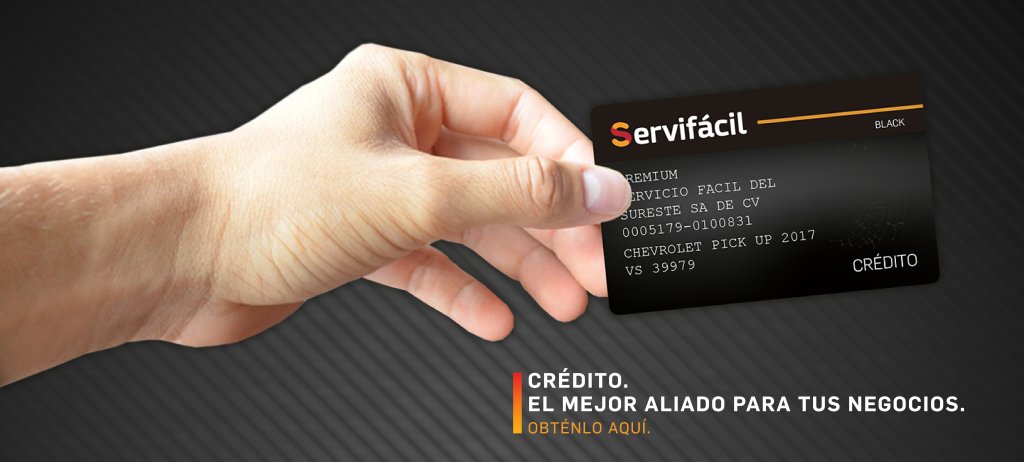 Servifácil
BLACK
REMIUM
ERVICIO FACIL DEL
SURESTE SA DE CV
0005179-0100831
CHEVROLET PICK UP 2017
VS 39979
CRÉDITO
CRÉDITO.
EL MEJOR ALIADO PARA TUS NEGOCIOS.
OBTÉNLO AQUÍ.